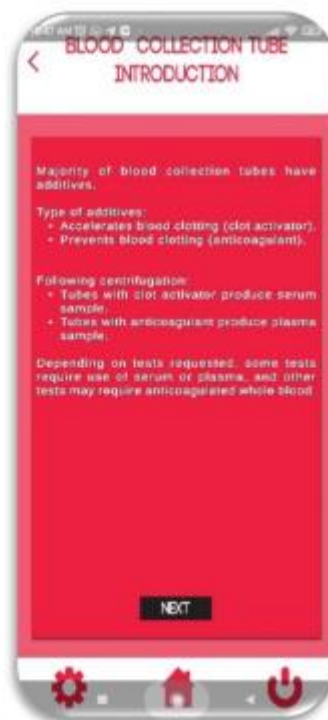 BLOOD COLLECTION TUBE
INTRODUCTION
Majority of blood collection tubes have
additives.
Type of additives:
• Accelerates blood clotting (clot activator).
• Prevents blood clotting (anticoagulant).
Following centrifugation:
• Tubes with clot activator produce serum
sample.
• Tubes with anticoagulant produce plasma
sample.
Depending on tests requested, some tests
require use of serum or plasma, and other
tests may require anticoagulated whole blood
NEXT